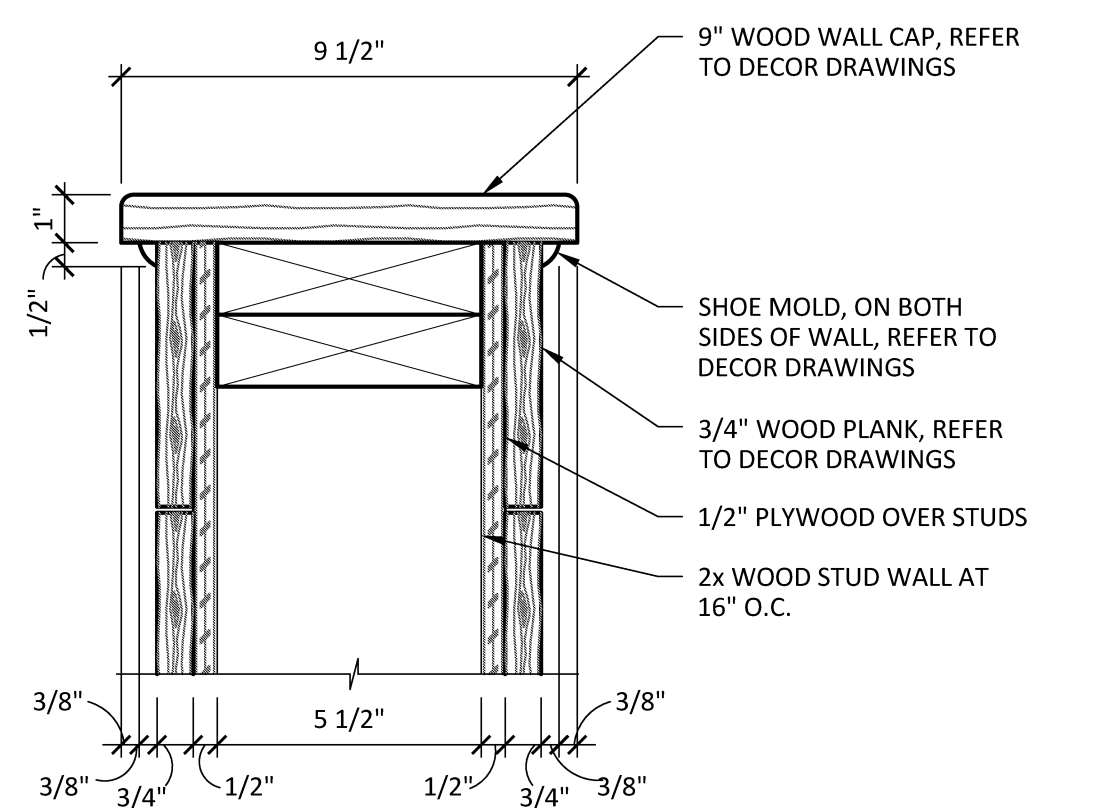 9 1/2"
9" WOOD WALL CAP, REFER
TO DECOR DRAWINGS
1"
1/2"
SHOE MOLD, ON BOTH
SIDES OF WALL, REFER TO
DECOR DRAWINGS
3/4" WOOD PLANK, REFER
TO DECOR DRAWINGS
1/2" PLYWOOD OVER STUDS
2x WOOD STUD WALL AT
16" O.C.
3/8"
5 1/2"
3/8"
3/8"
3/4"
1/2"
1/2"
3/4"
3/8"